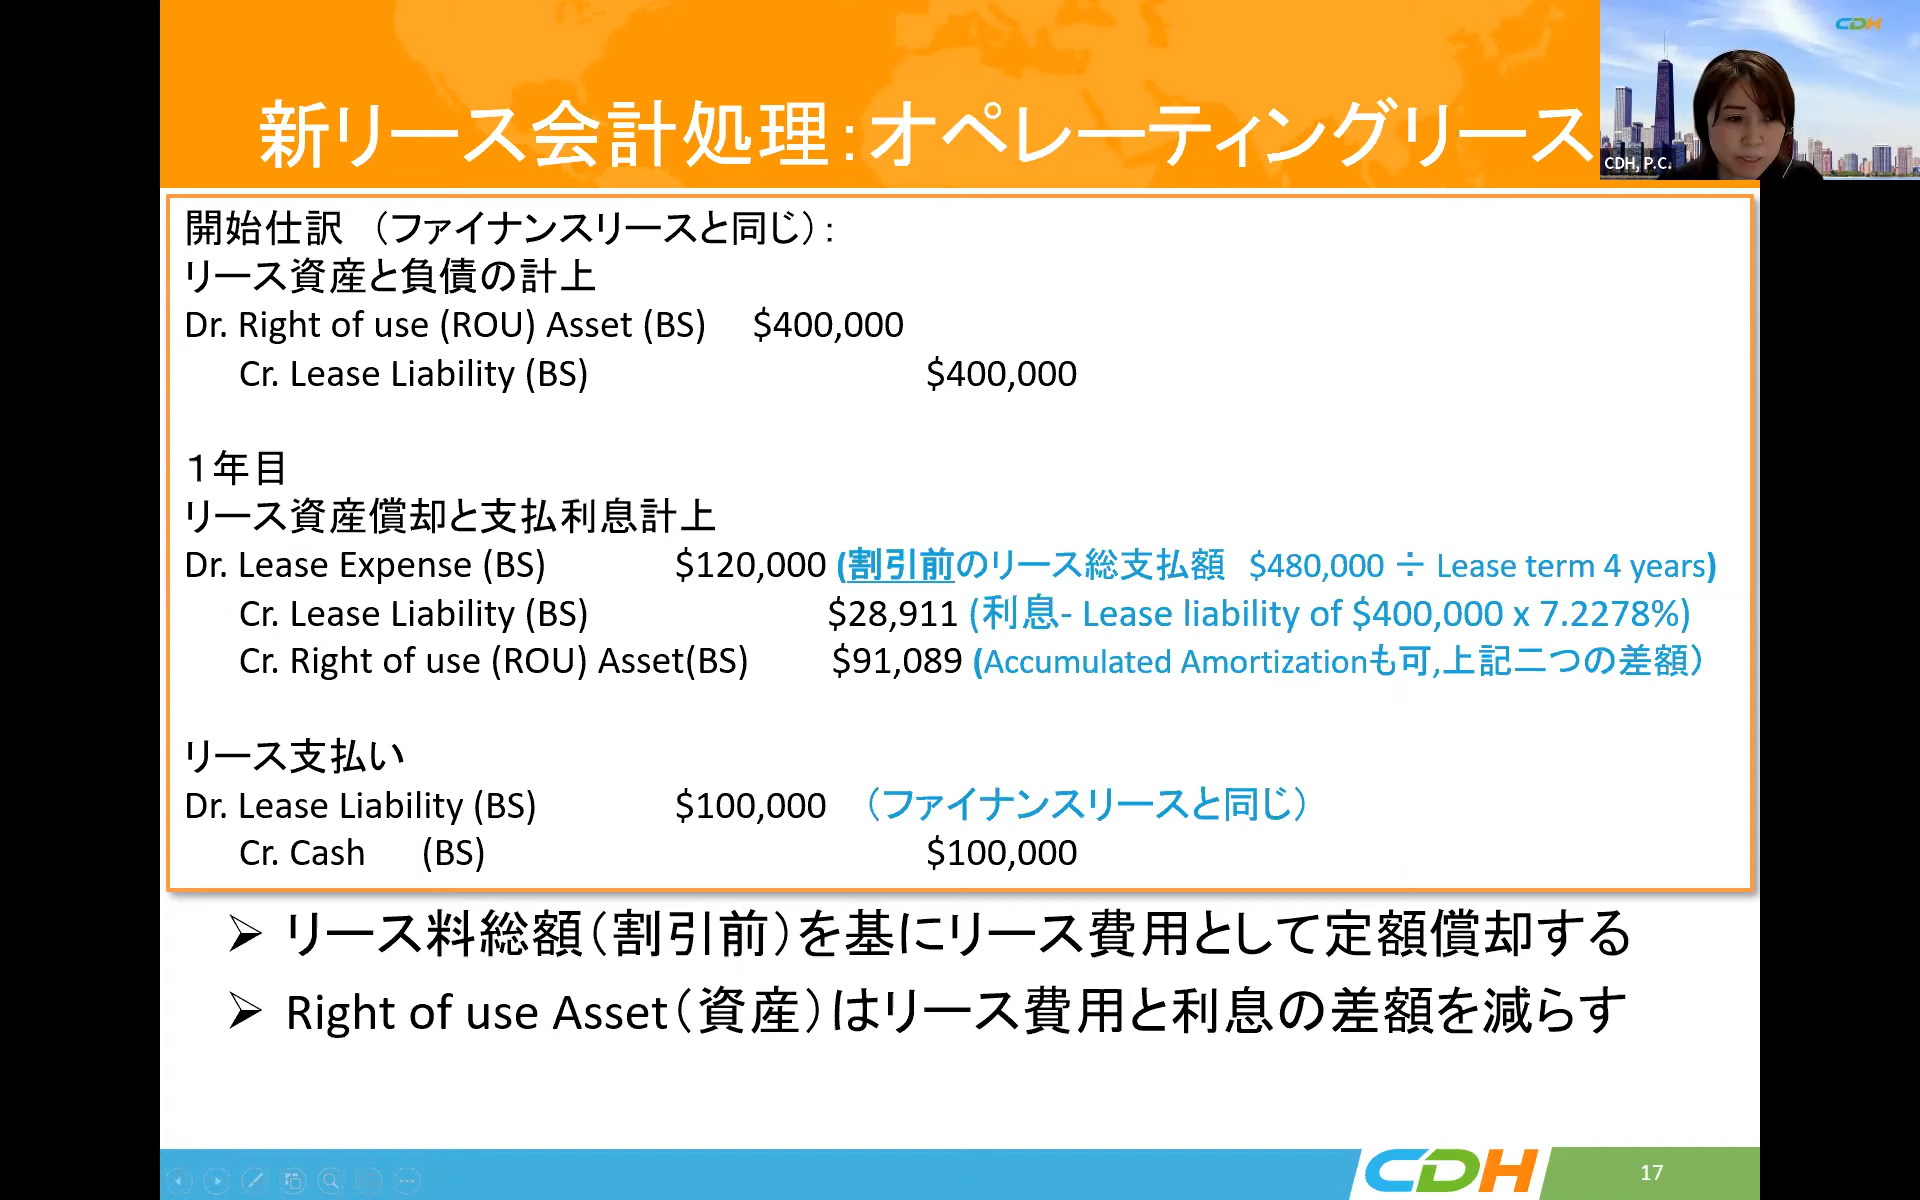 新リース会計処理：オペレーティングリース
CDH
CDH, P.C.
開始仕訳 （ファイナンスリースと同じ）：
リース資産と負債の計上
Dr. Right of use (ROU) Asset (BS) $400,000
Cr. Lease Liability (BS) $400,000
１年目
リース資産償却と支払利息計上
Dr. Lease Expense (BS) $120,000 (割引前のリース総支払額 $480,000 ÷ Lease term 4 years)
Cr. Lease Liability (BS) $28,911 (利息- Lease liability of $400,000 x 7.2278%)
Cr. Right of use (ROU) Asset(BS) $91,089 (Accumulated Amortizationも可,上記二つの差額）
リース支払い
Dr. Lease Liability (BS) $100,000 （ファイナンスリースと同じ）
Cr. Cash (BS) $100,000
➢ リース料総額（割引前）を基にリース費用として定額償却する
➢ Right of use Asset（資産）はリース費用と利息の差額を減らす
CDH
17